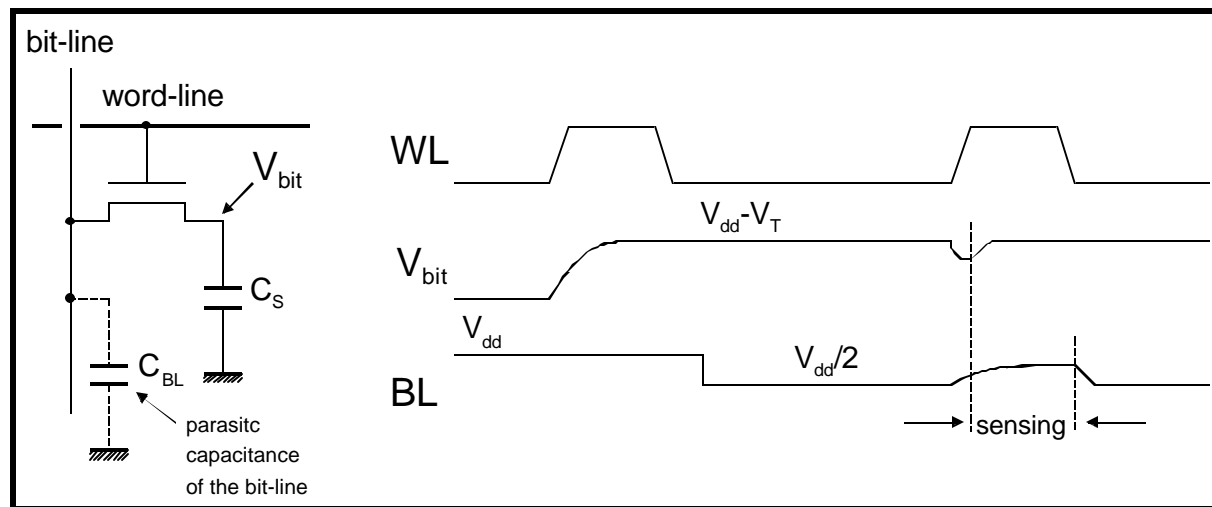 bit-line
word-line
V_bit
C_S
C_BL
parasitc
capacitance
of the bit-line
WL
V_dd-V_T
V_bit
V_dd
V_dd/2
BL
sensing